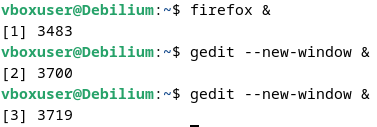 vboxuser@Debilium:~$ firefox &
[1] 3483
vboxuser@Debilium:~$ gedit --new-window &
[2] 3700
vboxuser@Debilium:~$ gedit --new-window &
[3] 3719